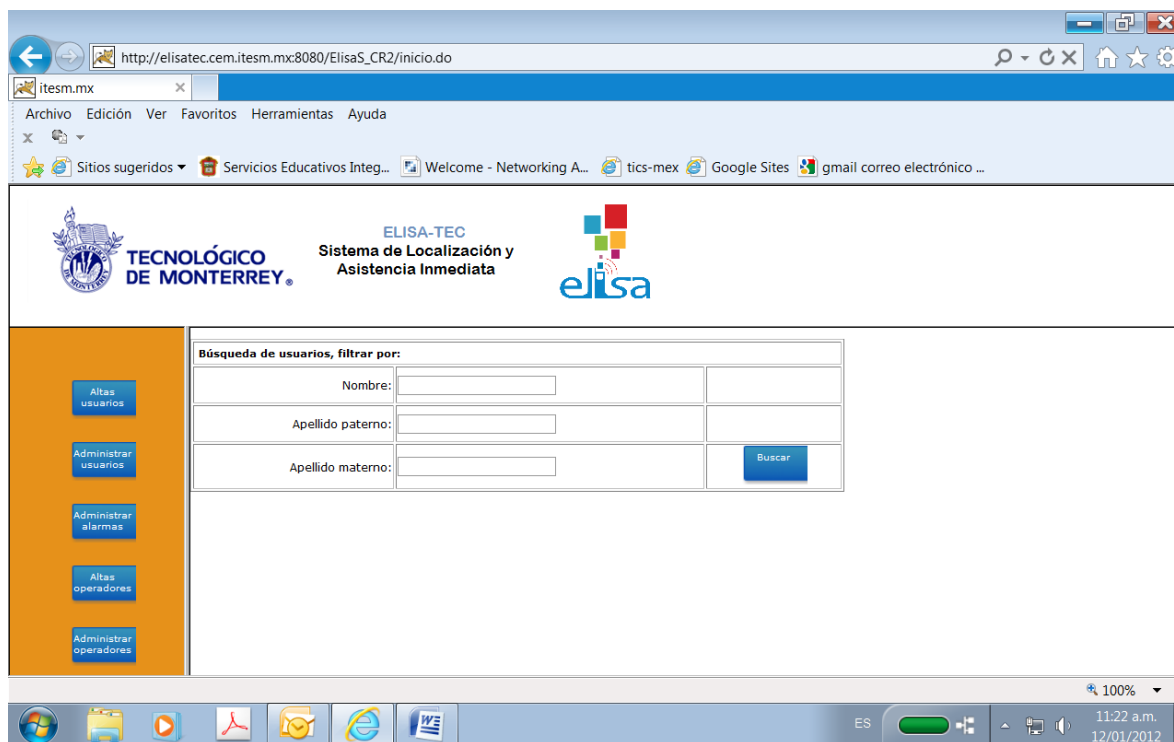 http://elisatec.cem.itesm.mx:8080/ElisaS_CR2/inicio.do
itesm.mx
Archivo Edición Ver Favoritos Herramientas Ayuda
x
Sitios sugeridos Servicios Educativos Integ... Welcome - Networking A... tics-mex Google Sites gmail correo electrónico ...
TECNOLÓGICO
DE MONTERREY®
ELISA-TEC
Sistema de Localización y
Asistencia Inmediata
elisa
Búsqueda de usuarios, filtrar por:
Nombre:
Apellido paterno:
Apellido materno:
Buscar
Altas
usuarios
Administrar
usuarios
Administrar
alarmas
Altas
operadores
Administrar
operadores
100%
ES
11:22 a.m.
12/01/2012